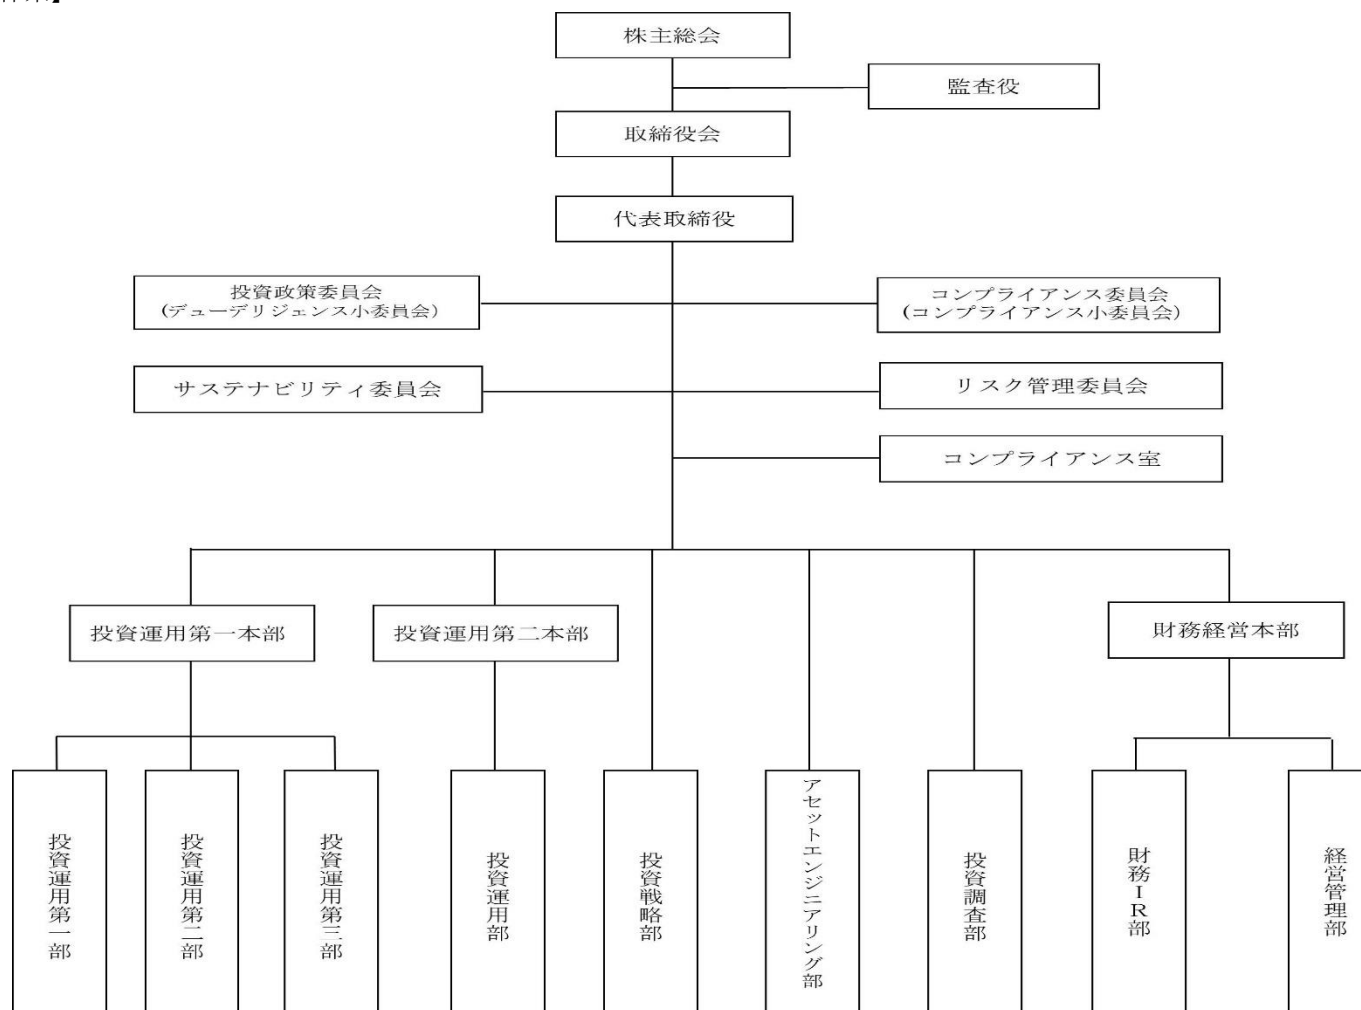 株主総会
監査役
取締役会
代表取締役
投資政策委員会
(デューデリジェンス小委員会)
コンプライアンス委員会
(コンプライアンス小委員会)
サステナビリティ委員会
リスク管理委員会
コンプライアンス室
投資運用第一本部
投資運用第二本部
財務経営本部
投資運用第一部
投資運用第二部
投資運用第三部
投資運用部
投資戦略部
アセットエンジニアリング部
投資調査部
財務IR部
経営管理部